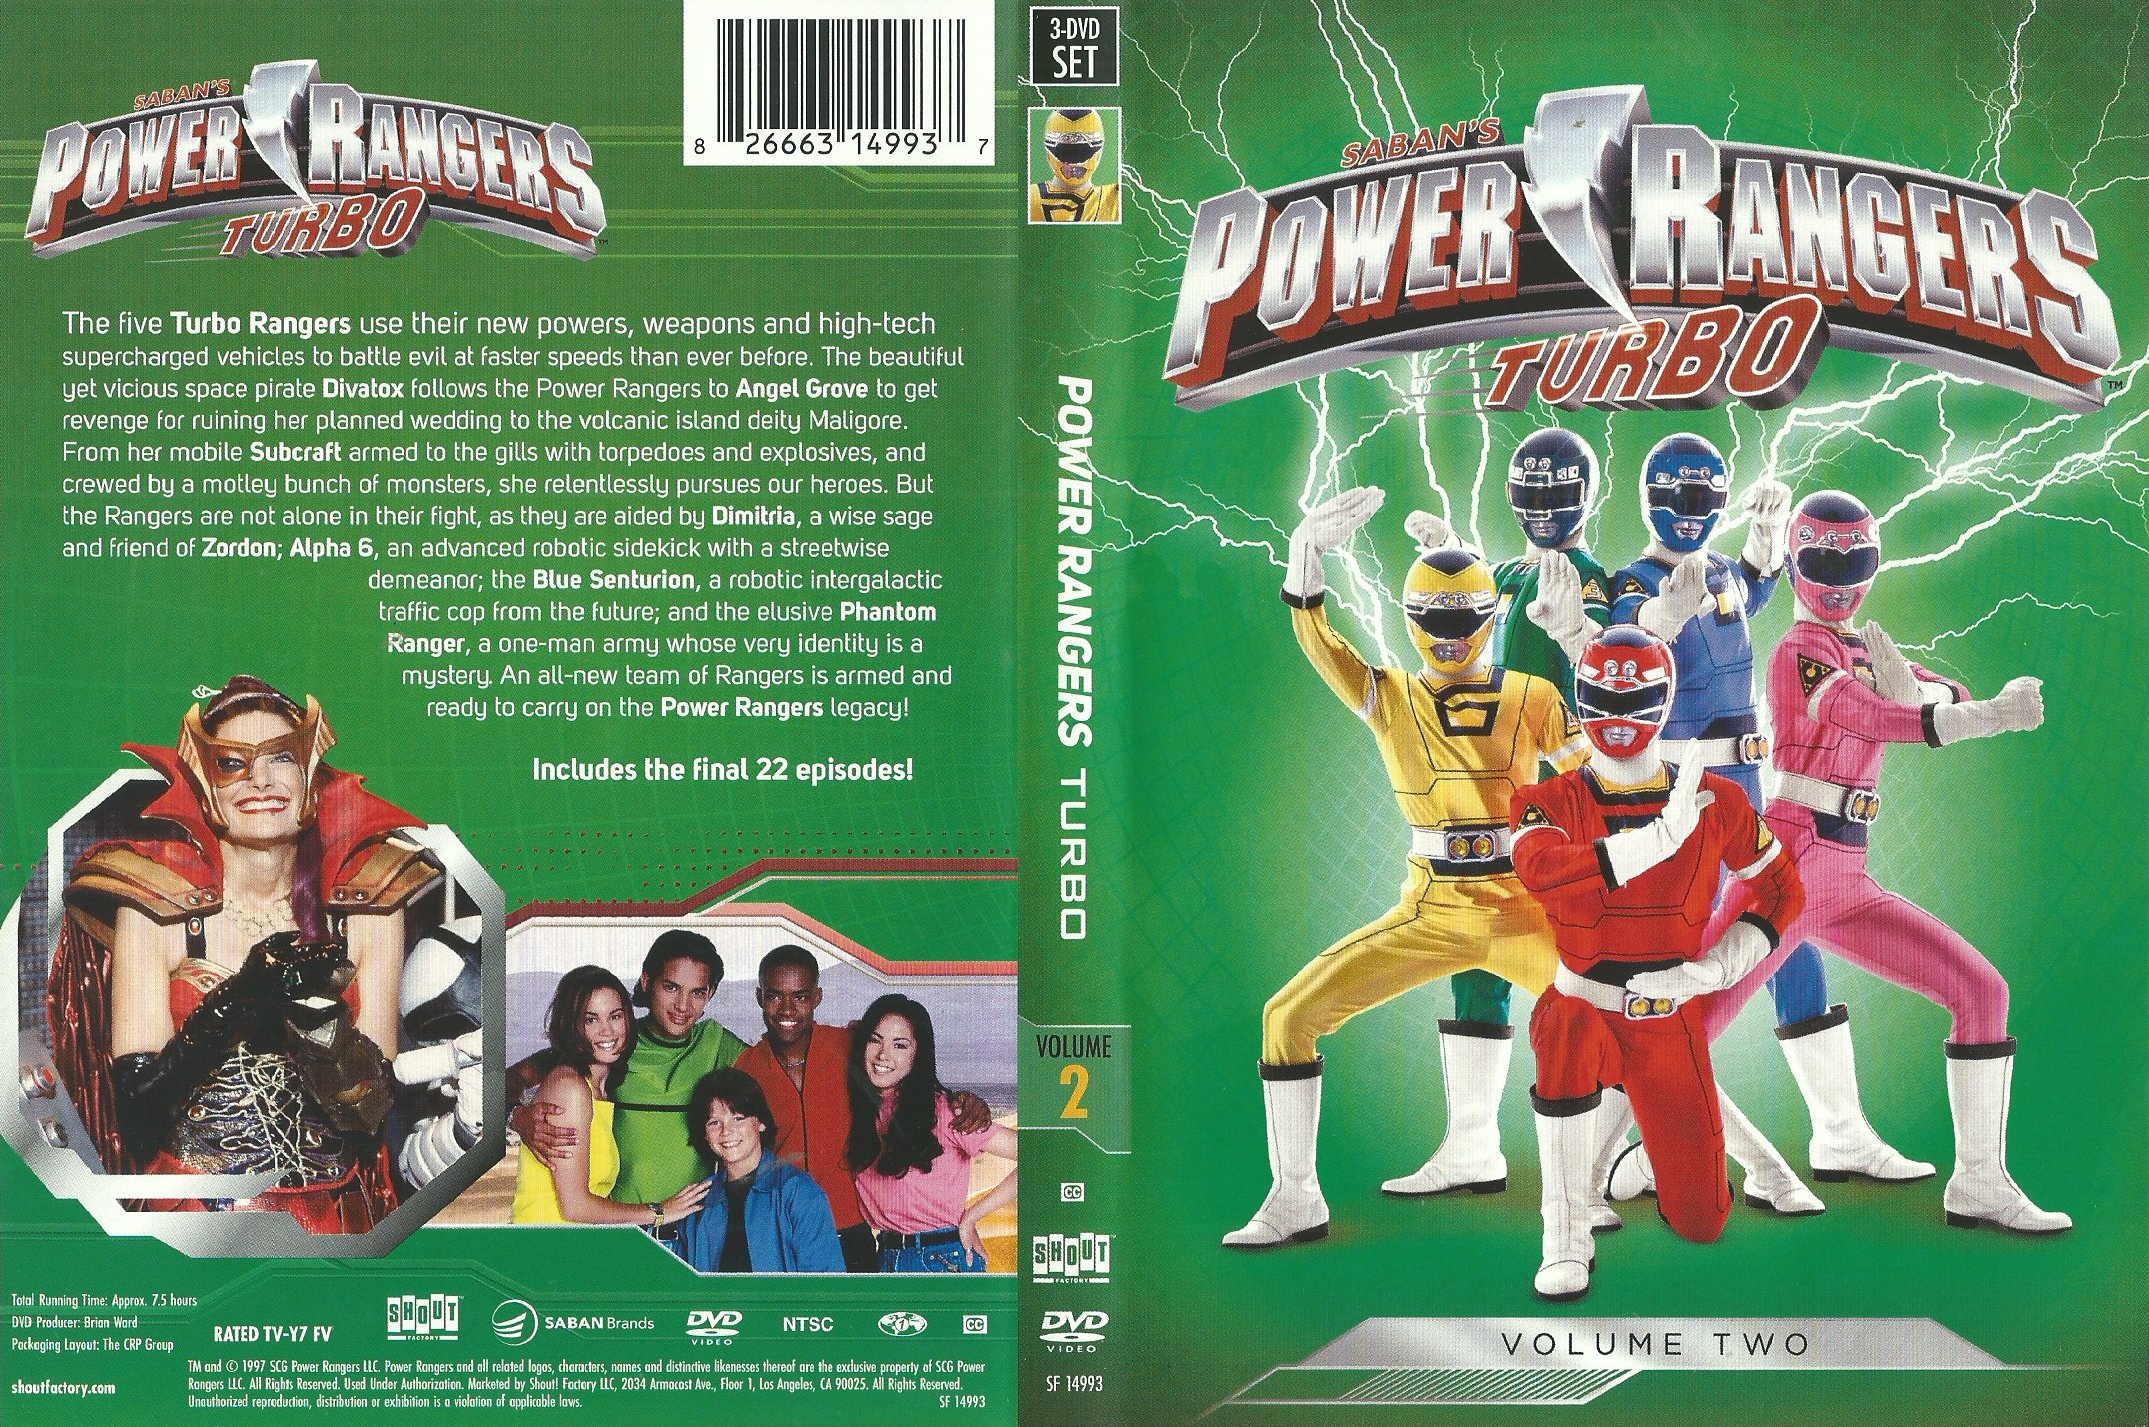 SABAN'S
POWER RANGERS
TURBO
™
8 26663 14993 7
The five Turbo Rangers use their new powers, weapons and high-tech
supercharged vehicles to battle evil at faster speeds than ever before. The beautiful
yet vicious space pirate Divatox follows the Power Rangers to Angel Grove to get
revenge for ruining her planned wedding to the volcanic island deity Maligore.
From her mobile Subcraft armed to the gills with torpedoes and explosives, and
crewed by a motley bunch of monsters, she relentlessly pursues our heroes. But
the Rangers are not alone in their fight, as they are aided by Dimitria, a wise sage
and friend of Zordon; Alpha 6, an advanced robotic sidekick with a streetwise
demeanor; the Blue Senturion, a robotic intergalactic
traffic cop from the future; and the elusive Phantom
Ranger, a one-man army whose very identity is a
mystery. An all-new team of Rangers is armed and
ready to carry on the Power Rangers legacy!
Includes the final 22 episodes!
Total Running Time: Approx. 7.5 hours
DVD Producer: Brian Ward
Packaging Layout: The CRP Group
shoutfactory.com
RATED TV-Y7 FV
SHOUT™
FACTORY
SABAN Brands
DVD
VIDEO
NTSC
1
CC
TM and © 1997 SCG Power Rangers LLC. Power Rangers and all related logos, characters, names and distinctive likenesses thereof are the exclusive property of SCG Power
Rangers LLC. All Rights Reserved. Used Under Authorization. Marketed by Shout! Factory LLC, 2034 Armacost Ave., Floor 1, Los Angeles, CA 90025. All Rights Reserved.
Unauthorized reproduction, distribution or exhibition is a violation of applicable laws.
SF 14993
3-DVD
SET
POWER RANGERS TURBO
VOLUME
2
CC
SHOUT™
FACTORY
DVD
VIDEO
SF 14993
SABAN'S
POWER RANGERS
TURBO
™
VOLUME TWO